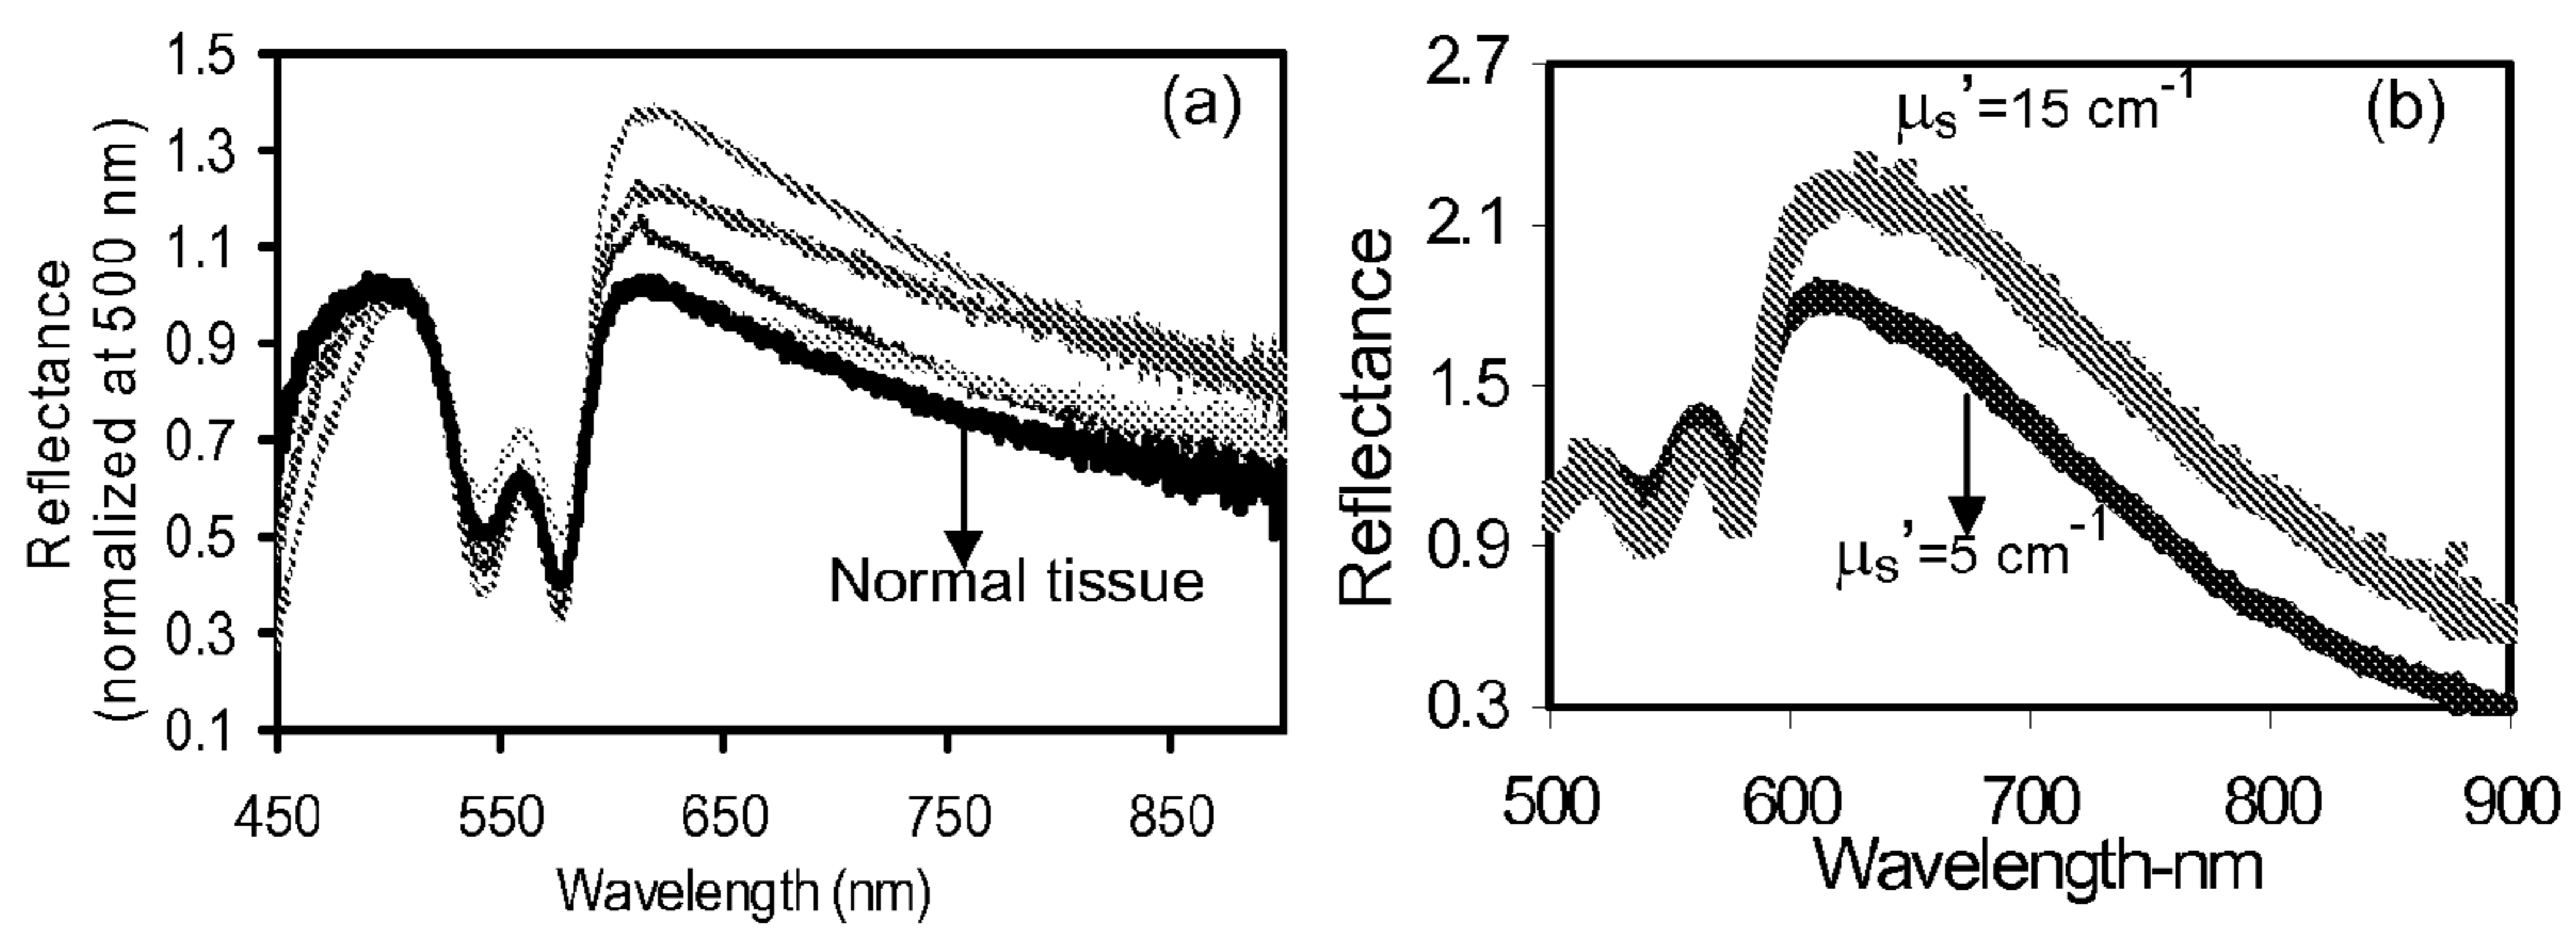 (a)
1.5
1.3
1.1
0.9
0.7
0.5
0.3
0.1
Reflectance
(normalized at 500 nm)
Normal tissue
450 550 650 750 850
Wavelength (nm)
(b)
2.7
2.1
1.5
0.9
0.3
Reflectance
μs'=15 cm-1
μs'=5 cm-1
500 600 700 800 900
Wavelength-nm